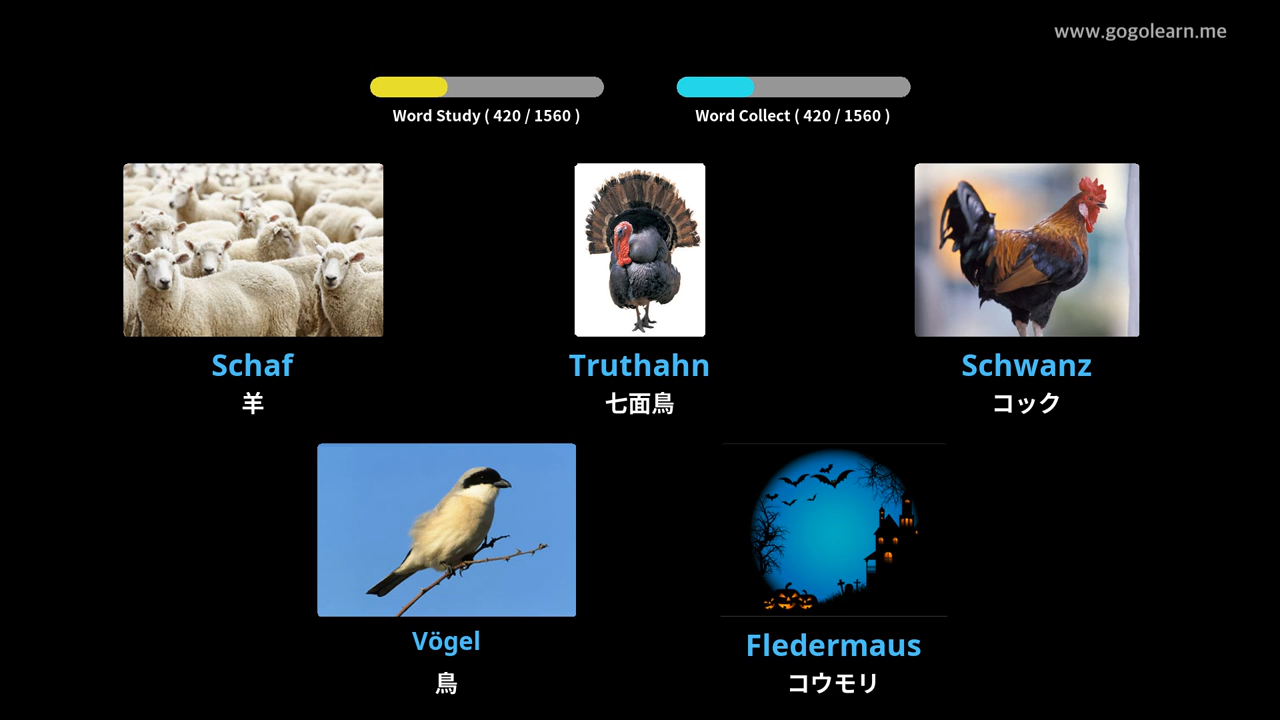 www.gogolearn.me
Word Study ( 420 / 1560 )
Word Collect ( 420 / 1560 )
Schaf
羊
Truthahn
七面鳥
Schwanz
コック
Vögel
鳥
Fledermaus
コウモリ